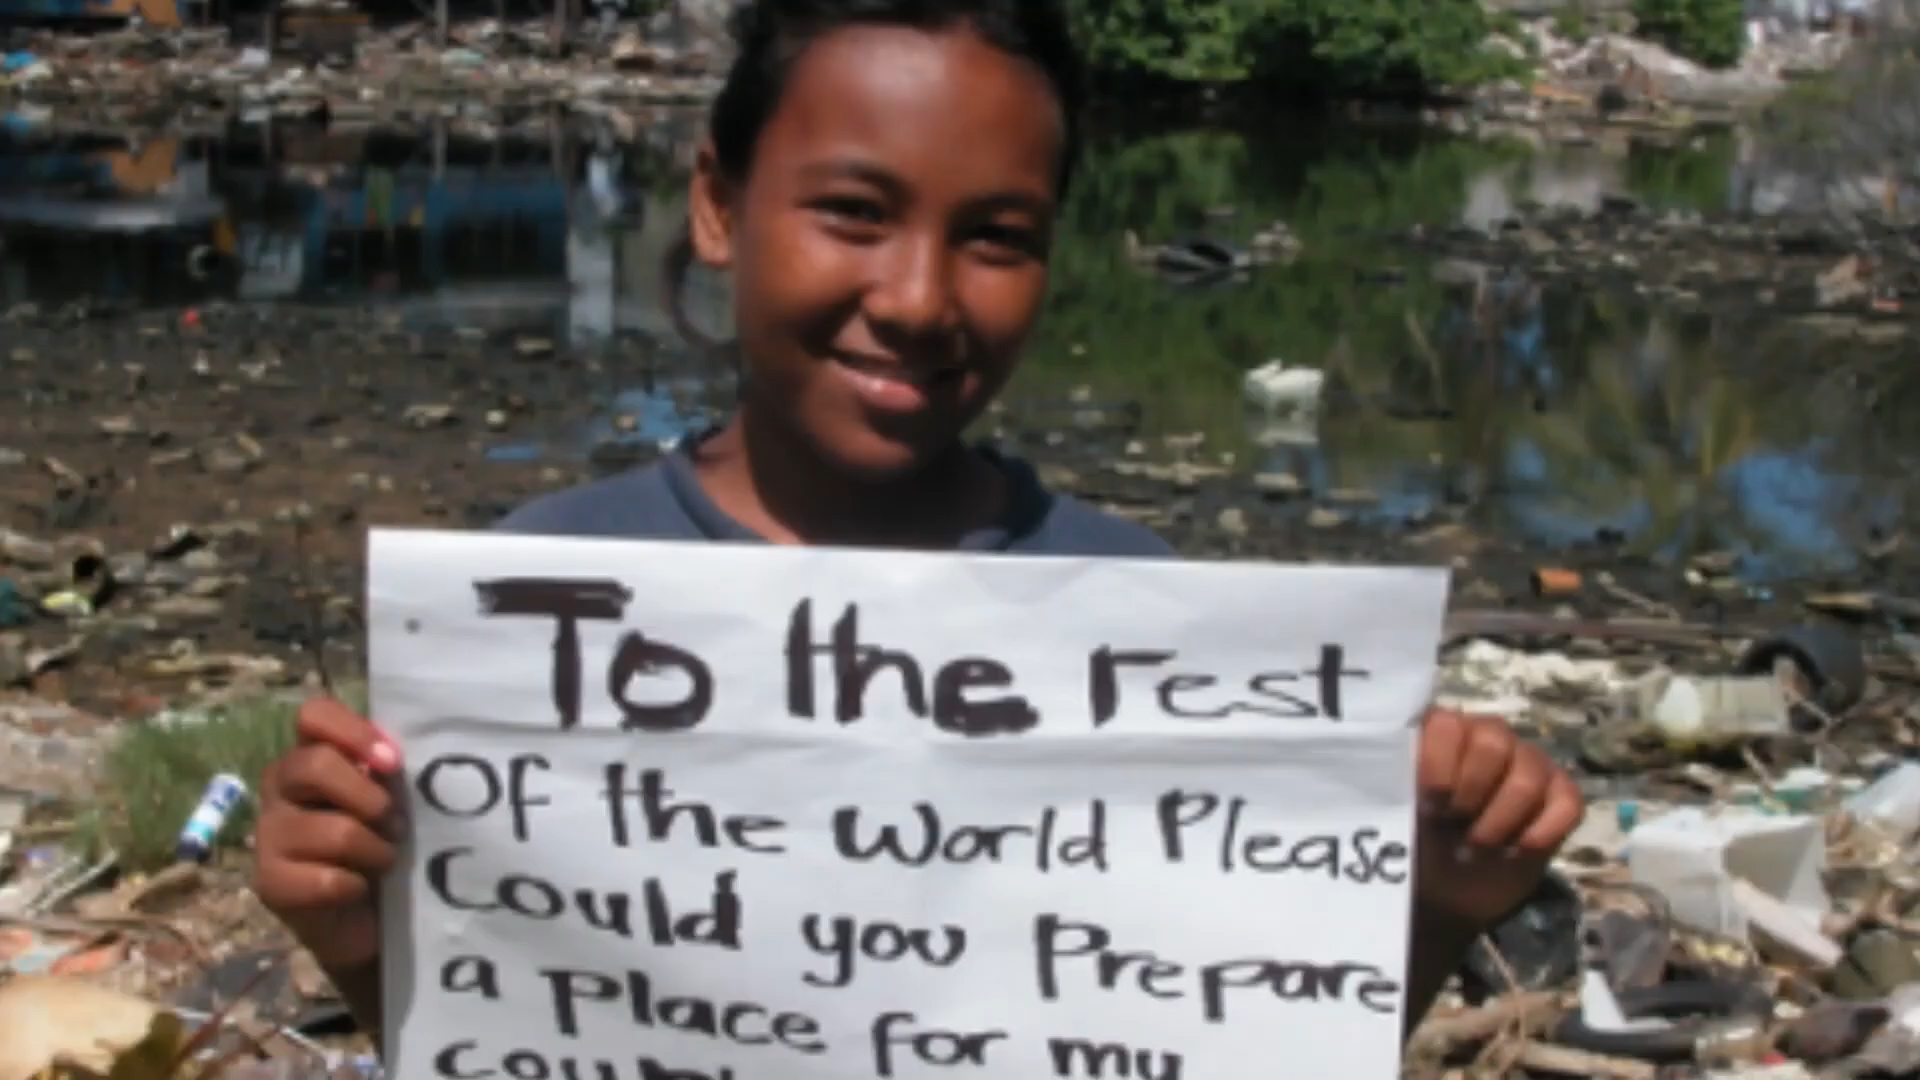 To the rest
Of the World Please
Could you Prepare
a Place for my